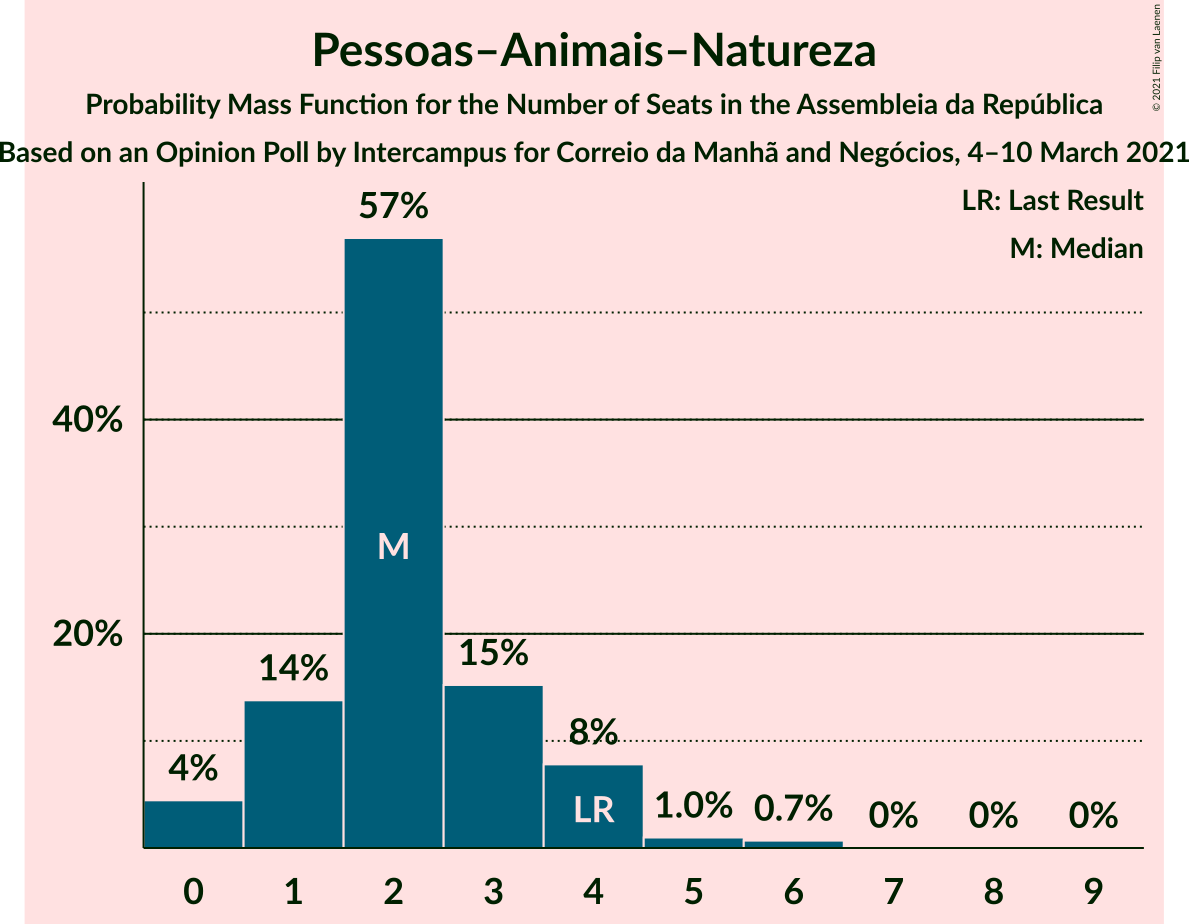 Pessoas–Animais–Natureza
Probability Mass Function for the Number of Seats in the Assembleia da República
Based on an Opinion Poll by Intercampus for Correio da Manhã and Negócios, 4–10 March 2021
© 2021 Filip van Laenen
LR: Last Result
M: Median
57%
40%
M
20%
15%
14%
8%
4%
LR
1.0%
0.7%
0%
0%
0%
0 1 2 3 4 5 6 7 8 9